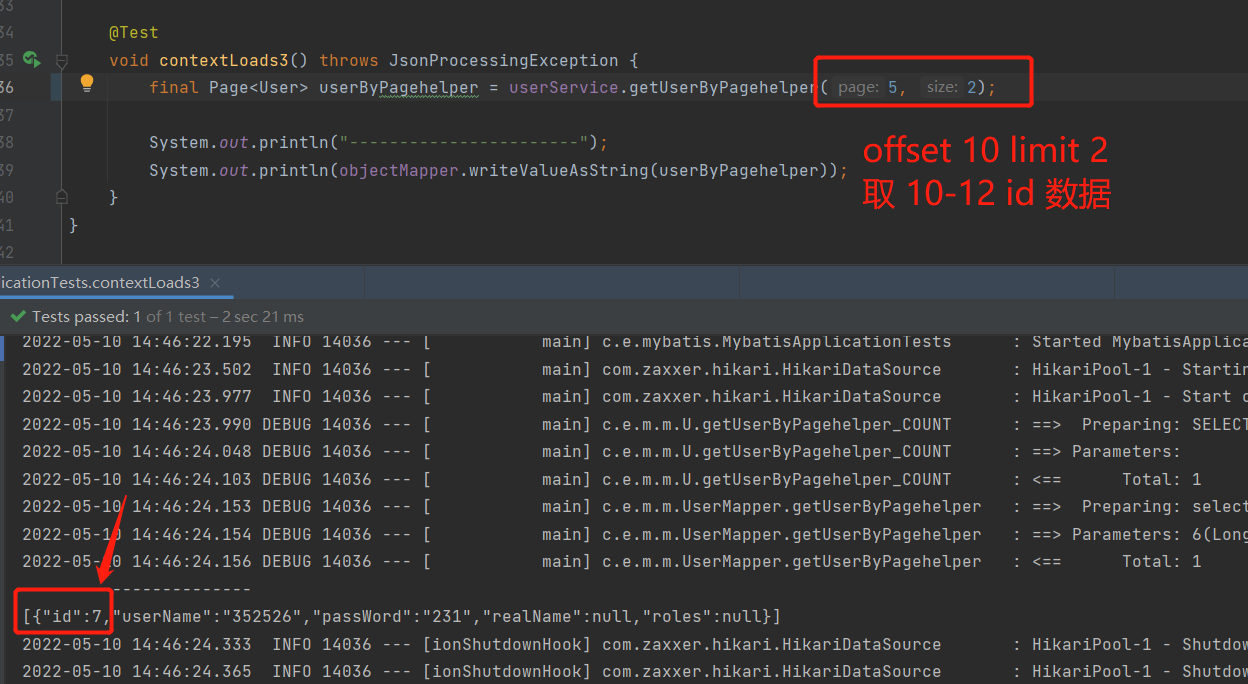 33
34 @Test
35 void contextLoads3() throws JsonProcessingException {
36 final Page<User> userByPagehelper = userService.getUserByPagehelper( page: 5, size: 2);
37
38 System.out.println("-----------------------");
39 System.out.println(objectMapper.writeValueAsString(userByPagehelper));
40 }
41 }
42
offset 10 limit 2
取 10-12 id 数据
icationTests.contextLoads3 ×
Tests passed: 1 of 1 test – 2 sec 21 ms
2022-05-10 14:46:22.195 INFO 14036 --- [ main] c.e.mybatis.MybatisApplicationTests : Started MybatisApplica
2022-05-10 14:46:23.502 INFO 14036 --- [ main] com.zaxxer.hikari.HikariDataSource : HikariPool-1 - Startin
2022-05-10 14:46:23.977 INFO 14036 --- [ main] com.zaxxer.hikari.HikariDataSource : HikariPool-1 - Start c
2022-05-10 14:46:23.990 DEBUG 14036 --- [ main] c.e.m.m.U.getUserByPagehelper_COUNT : ==> Preparing: SELECT
2022-05-10 14:46:24.048 DEBUG 14036 --- [ main] c.e.m.m.U.getUserByPagehelper_COUNT : ==> Parameters:
2022-05-10 14:46:24.103 DEBUG 14036 --- [ main] c.e.m.m.U.getUserByPagehelper_COUNT : <== Total: 1
2022-05-10 14:46:24.153 DEBUG 14036 --- [ main] c.e.m.m.UserMapper.getUserByPagehelper : ==> Preparing: select
2022-05-10 14:46:24.154 DEBUG 14036 --- [ main] c.e.m.m.UserMapper.getUserByPagehelper : ==> Parameters: 6(Long
2022-05-10 14:46:24.156 DEBUG 14036 --- [ main] c.e.m.m.UserMapper.getUserByPagehelper : <== Total: 1
-----------------------
[{"id":7,"userName":"352526","passWord":"231","realName":null,"roles":null}]
2022-05-10 14:46:24.333 INFO 14036 --- [ionShutdownHook] com.zaxxer.hikari.HikariDataSource : HikariPool-1 - Shutdow
2022-05-10 14:46:24.365 INFO 14036 --- [ionShutdownHook] com.zaxxer.hikari.HikariDataSource : HikariPool-1 - Shutdow